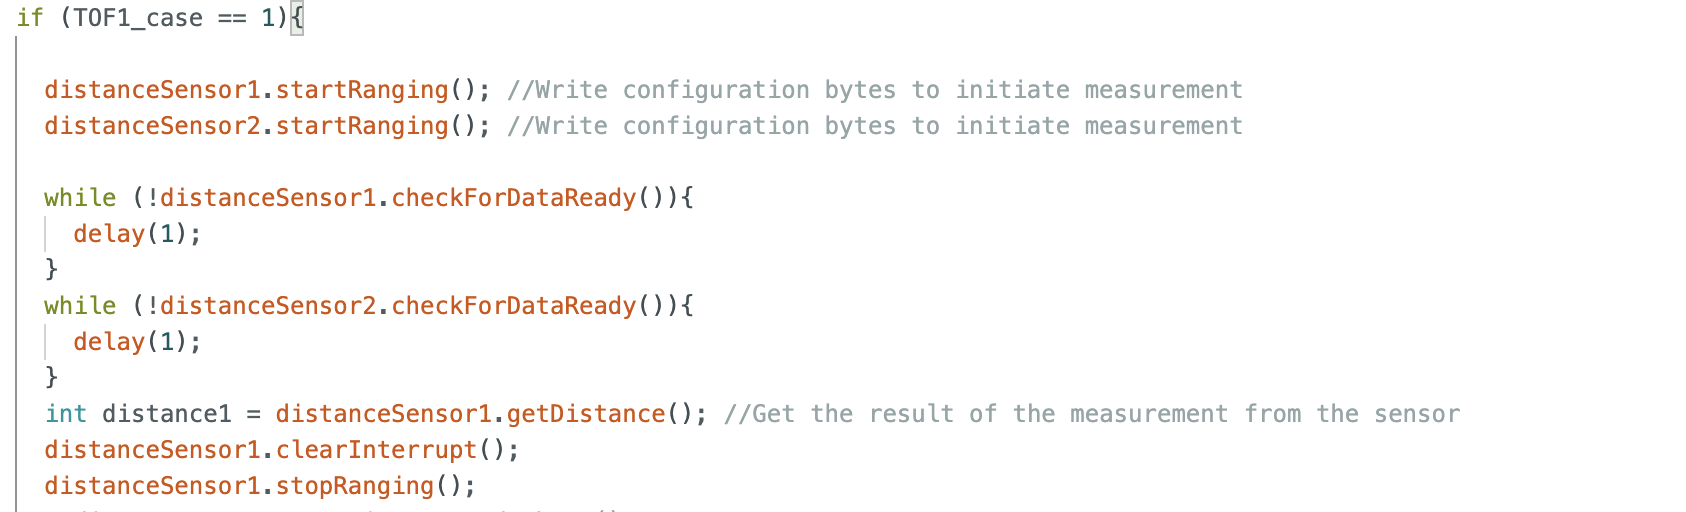 if (TOF1_case == 1){
distanceSensor1.startRanging(); //Write configuration bytes to initiate measurement
distanceSensor2.startRanging(); //Write configuration bytes to initiate measurement
while (!distanceSensor1.checkForDataReady()){
delay(1);
}
while (!distanceSensor2.checkForDataReady()){
delay(1);
}
int distance1 = distanceSensor1.getDistance(); //Get the result of the measurement from the sensor
distanceSensor1.clearInterrupt();
distanceSensor1.stopRanging();